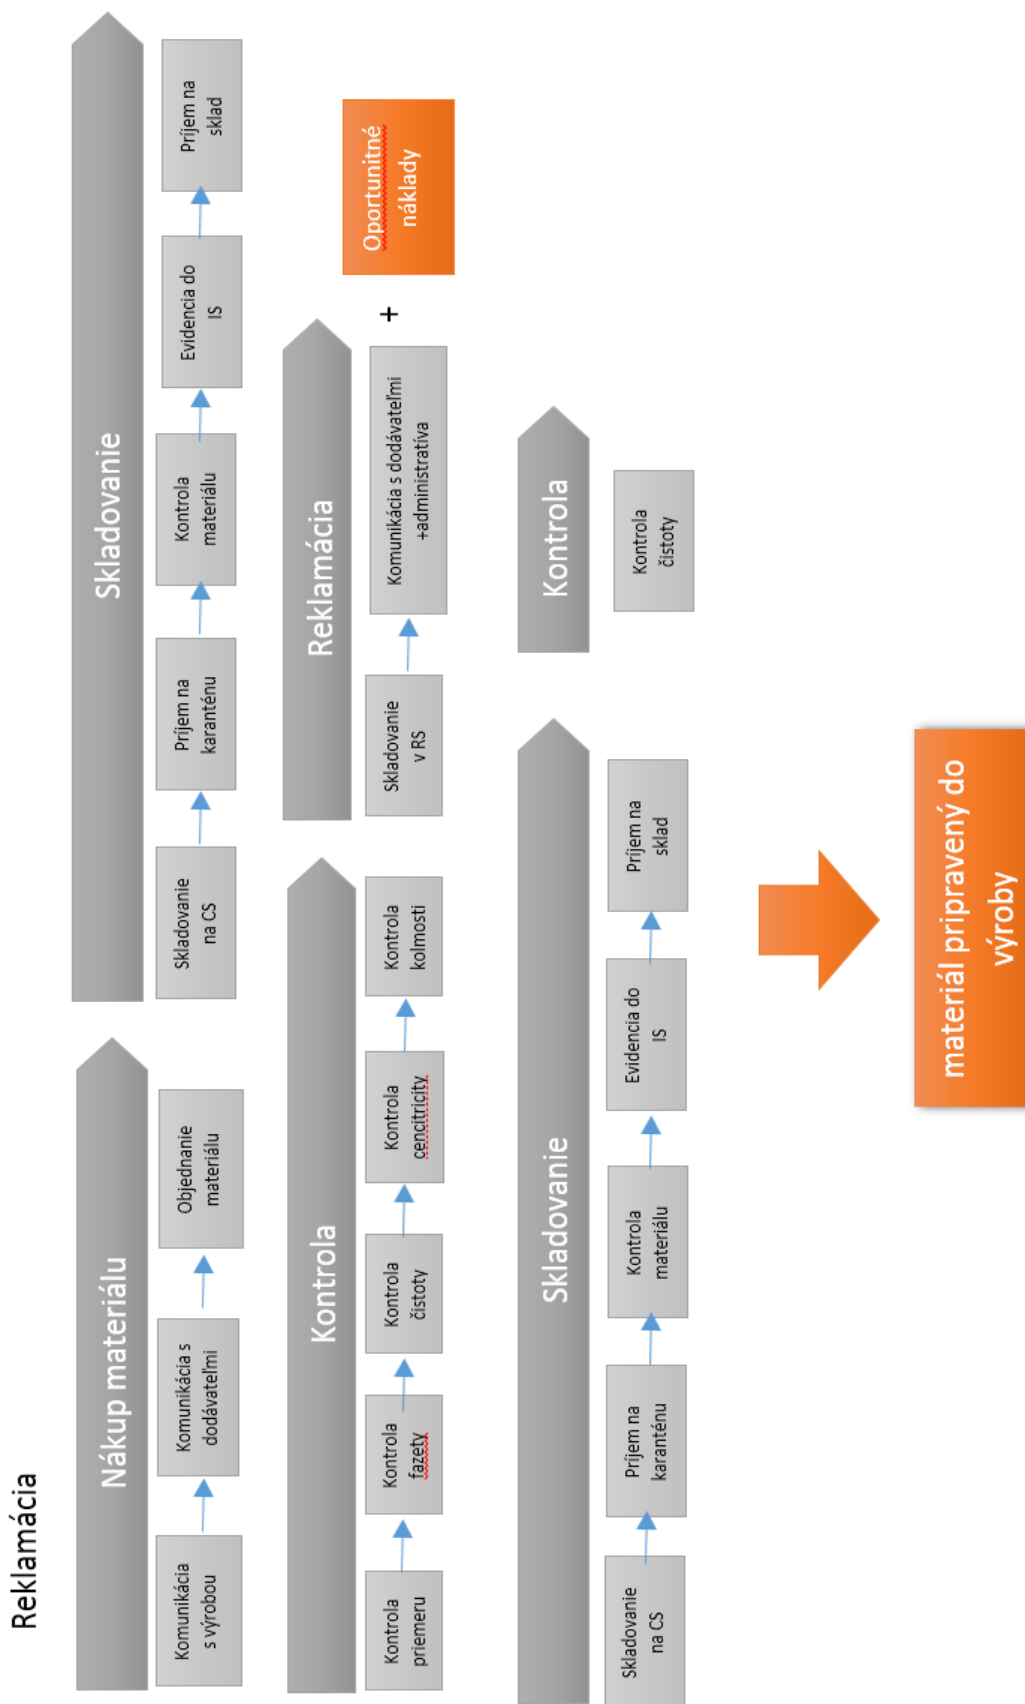 Reklamácia
Nákup materiálu
Skladovanie
Komunikácia
s výrobou
Komunikácia s
dodávateľmi
Objednanie
materiálu
Skladovanie
na CS
Príjem na
karanténu
Kontrola
materiálu
Evidencia do
IS
Príjem na
sklad
Kontrola
Reklamácia
Kontrola
priemeru
Kontrola
fazety
Kontrola
čistoty
Kontrola
cencitricity
Kontrola
kolmosti
Skladovanie
v RS
Komunikácia s dodávateľmi
+administratíva
+
Oportunitné
náklady
Skladovanie
Kontrola
Skladovanie
na CS
Príjem na
karanténu
Kontrola
materiálu
Evidencia do
IS
Príjem na
sklad
Kontrola
čistoty
materiál pripravený do
výroby